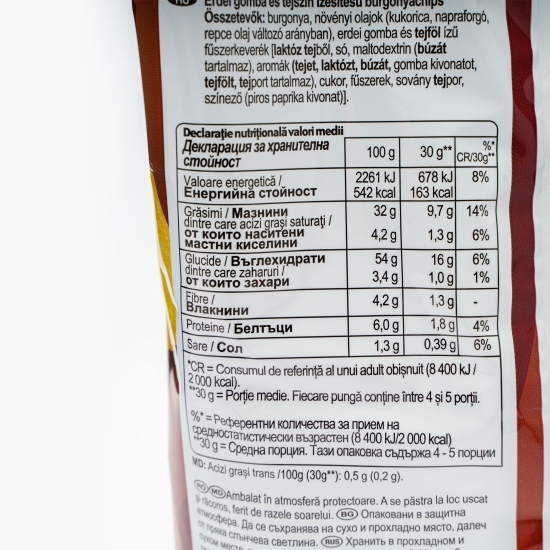 HU Erdei gomba és tejszín ízesítésű burgonyachips
Összetevők: burgonya, növényi olajok (kukorica, napraforgó,
repce olaj változó arányban), erdei gomba és tejföl ízű
fűszerkeverék [laktóz tejből, só, maltodextrin (búzát
tartalmaz), aromák (tejet, laktózt, búzát, gomba kivonatot,
tejfölt, tejport tartalmaz), cukor, fűszerek, sovány tejpor,
színező (piros paprika kivonat)].
Declarație nutrițională valori medii
Декларация за хранителна
стойност
100 g 30 g** %* CR/30g**
Valoare energetică /
Енергийна стойност
2261 kJ 678 kJ 8%
542 kcal 163 kcal
Grăsimi / Мазнини 32 g 9,7 g 14%
dintre care acizi grași saturați /
от които наситени 4,2 g 1,3 g 6%
мастни киселини
Glucide / Въглехидрати 54 g 16 g 6%
dintre care zaharuri / 3,4 g 1,0 g 1%
от които захари
Fibre / 4,2 g 1,3 g -
Влакнини
Proteine / Белтъци 6,0 g 1,8 g 4%
Sare / Сол 1,3 g 0,39 g 6%
*CR = Consumul de referință al unui adult obișnuit (8 400 kJ /
2 000 kcal).
**30 g = Porție medie. Fiecare pungă conține între 4 și 5 porții.
%* = Референтни количества за прием на
средностатистически възрастен (8 400 kJ/2 000 kcal)
**30 g = Средна порция. Тази опаковка съдържа 4 - 5 порции
MD: Acizi grași trans /100g (30g**): 0,5 g (0,2 g).
RO MD Ambalat în atmosferă protectoare. A se păstra la loc uscat
și răcoros, ferit de razele soarelui. BG Опаковани в защитна
атмосфера. Да се съхранява на сухо и прохладно място, далеч
от пряка слънчева светлина. RUS Хранить в прохладном и
сухом месте